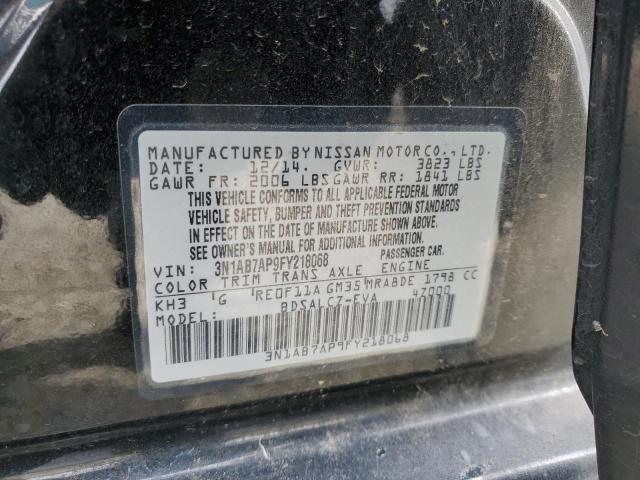 MANUFACTURED BY NISSAN MOTOR CO., LTD.
DATE: 12/14. GVWR: 3823 LBS
GAWR FR: 2006 LBS GAWR RR: 1841 LBS
THIS VEHICLE CONFORMS TO ALL APPLICABLE FEDERAL MOTOR
VEHICLE SAFETY, BUMPER AND THEFT PREVENTION STANDARDS
IN EFFECT ON THE DATE OF MANUFACTURE SHOWN ABOVE.
SEE OWNER'S MANUAL FOR ADDITIONAL INFORMATION.
VIN: 3N1AB7AP9FY218068 PASSENGER CAR.
COLOR TRIM TRANS AXLE ENGINE
KH3 G RE0F11A GM35 MRA8DE 1798 CC
MODEL: BDSALCZ-EVA 47000
3N1AB7AP9FY218068